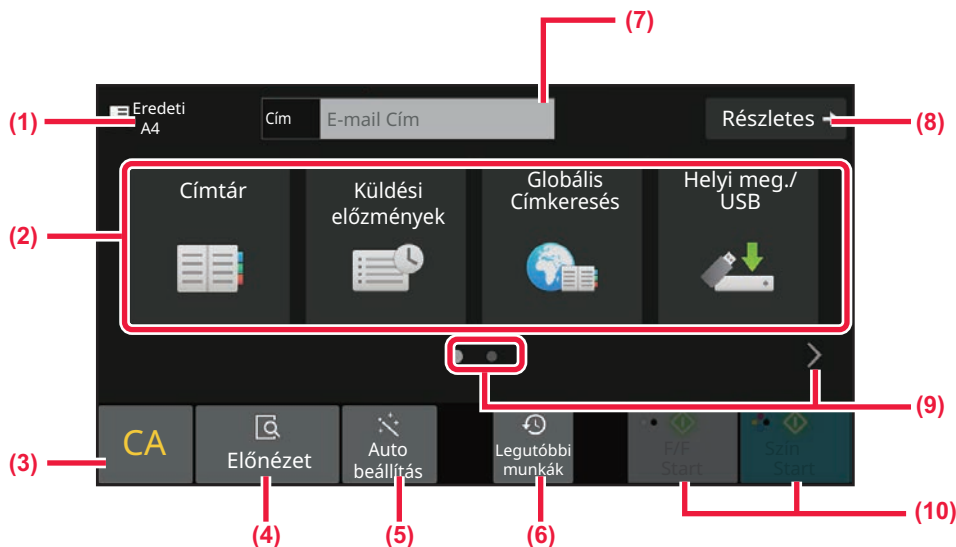 (7)
Eredeti
A4
Cím
E-mail Cím
Részletes
(1)
(8)
Címtár
Küldési
előzmények
Globális
Címkeresés
Helyi meg./
USB
(2)
(9)
CA
Előnézet
Auto
beállítás
Legutóbbi
munkák
F/F
Start
Szín
Start
(3)
(4)
(5)
(6)
(10)